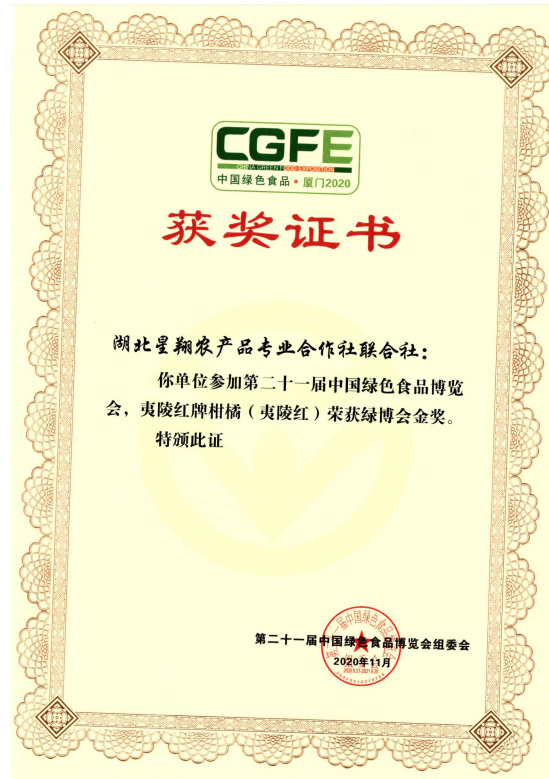 CGFE
CHINA GREEN FOOD EXPOSITION
中国绿色食品·厦门2020
获奖证书
湖北星翔农产品专业合作社联合社：
你单位参加第二十一届中国绿色食品博览
会，夷陵红牌柑橘（夷陵红）荣获绿博会金奖。
特颁此证
第二十一届中国绿色食品博览会组委会
2020年11月